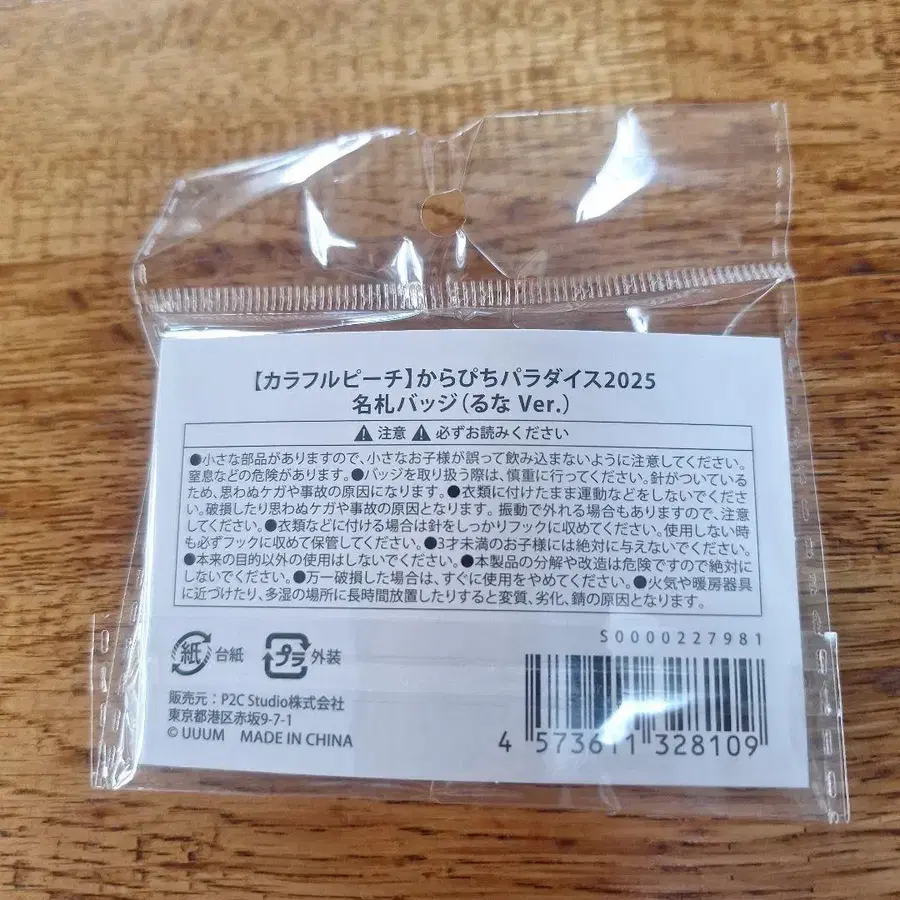 【カラフルピーチ】からぴちパラダイス2025
名札バッジ（るな Ver.）
注意 必ずお読みください
●小さな部品がありますので、小さなお子様が誤って飲み込まないように注意してください。
窒息などの危険があります。●バッジを取り扱う際は、慎重に行ってください。針がついている
ため、思わぬケガや事故の原因になります。●衣類に付けたまま運動などをしないでくださ
い。破損したり思わぬケガや事故の原因となります。振動で外れる場合もありますので、注意
してください。●衣類などに付ける場合は針をしっかりフックに収めてください。使用しない時
も必ずフックに収めて保管してください。●3才未満のお子様には絶対に与えないでください。
●本来の目的以外の使用はしないでください。●本製品の分解や改造は危険ですので絶対に
しないでください。●万一破損した場合は、すぐに使用をやめてください。●火気や暖房器具
に近づけたり、多湿の場所に長時間放置したりすると変質、劣化、錆の原因となります。
S0000227981
紙 台紙 プラ 外装
販売元：P2C Studio株式会社
東京都港区赤坂9-7-1
© UUUM MADE IN CHINA
4 573611 328109